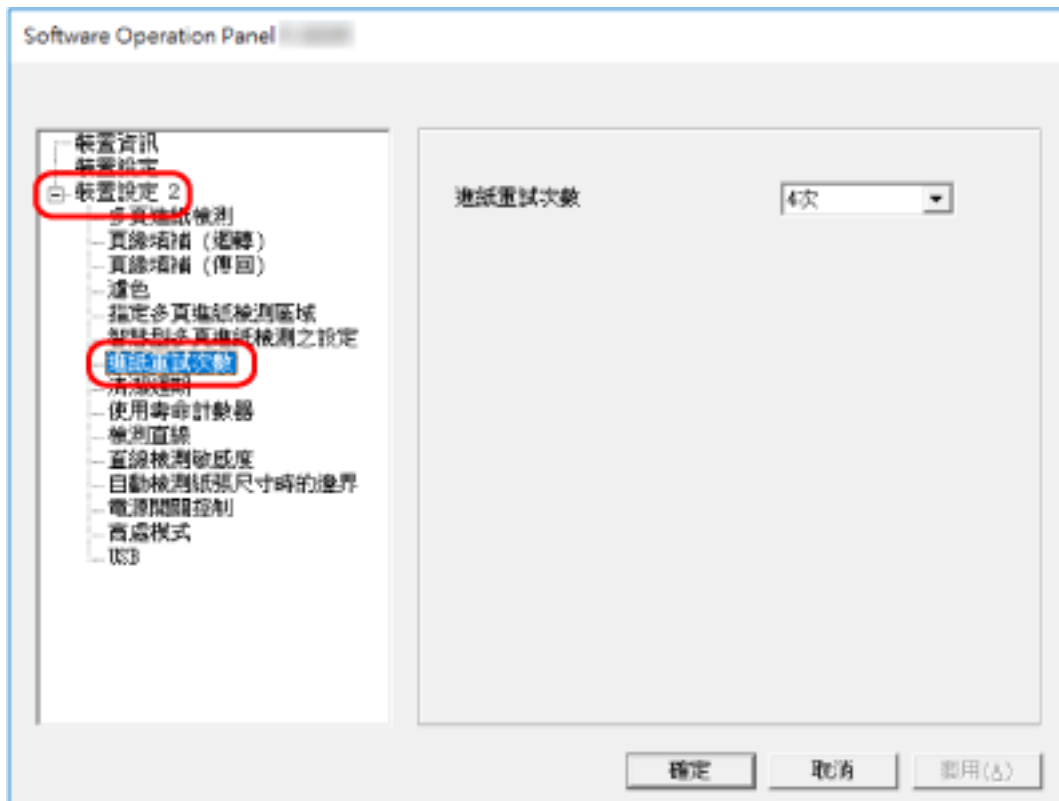 Software Operation Panel
裝置資訊
裝置設定
裝置設定 2
多頁進紙檢測
頁緣填補 (迴轉)
頁緣填補 (傳回)
濾色
指定多頁進紙檢測區域
智慧型多頁進紙檢測之設定
進紙重試次數
清潔週期
使用壽命計數器
檢測直線
直線檢測敏感度
自動檢測紙張尺寸時的邊界
電源開關控制
高處模式
USB
進紙重試次數
4次
確定
取消
套用(A)